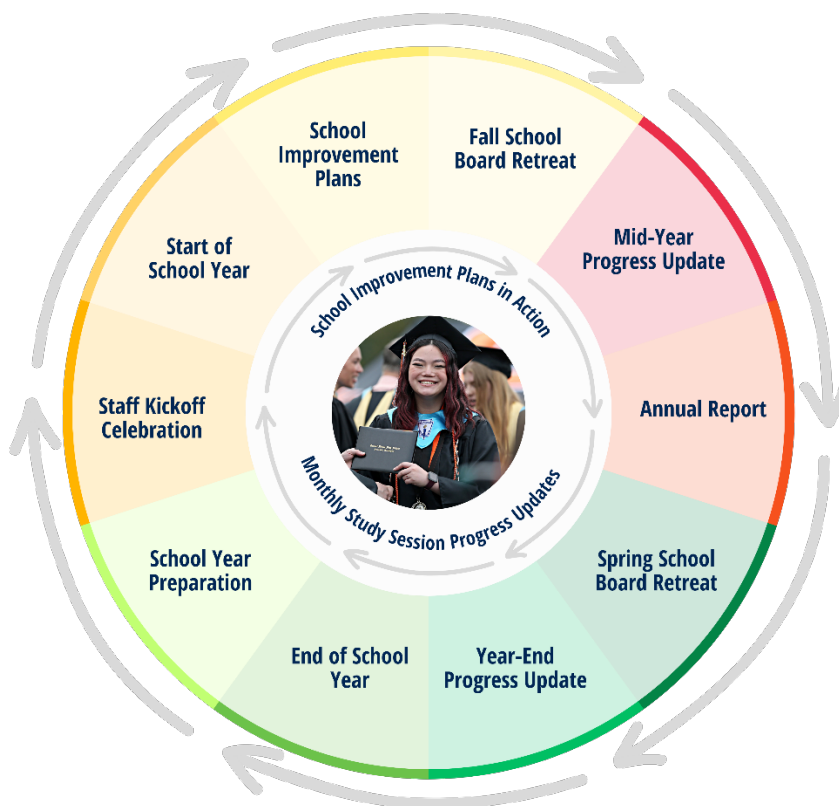 School
Improvement
Plans
Fall School
Board Retreat
Mid-Year
Progress Update
Annual Report
Spring School
Board Retreat
Year-End
Progress Update
End of School
Year
School Year
Preparation
Staff Kickoff
Celebration
Start of
School Year
School Improvement Plans in Action
Monthly Study Session Progress Updates